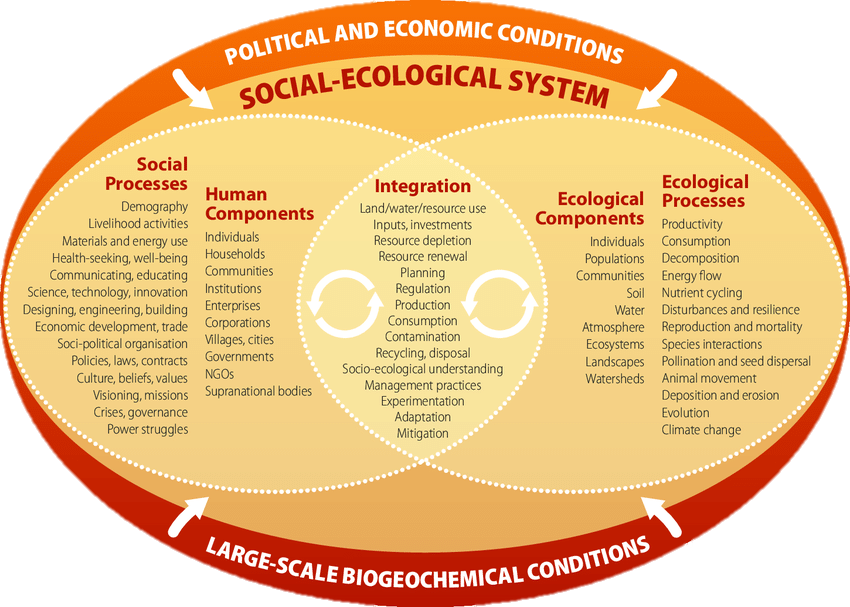 POLITICAL AND ECONOMIC CONDITIONS
SOCIAL-ECOLOGICAL SYSTEM
Social
Processes
Demography
Livelihood activities
Materials and energy use
Health-seeking, well-being
Communicating, educating
Science, technology, innovation
Designing, engineering, building
Economic development, trade
Soci-political organisation
Policies, laws, contracts
Culture, beliefs, values
Visioning, missions
Crises, governance
Power struggles
Human
Components
Individuals
Households
Communities
Institutions
Enterprises
Corporations
Villages, cities
Governments
NGOs
Supranational bodies
Integration
Land/water/resource use
Inputs, investments
Resource depletion
Resource renewal
Planning
Regulation
Production
Consumption
Contamination
Recycling, disposal
Socio-ecological understanding
Management practices
Experimentation
Adaptation
Mitigation
Ecological
Components
Individuals
Populations
Communities
Soil
Water
Atmosphere
Ecosystems
Landscapes
Watersheds
Ecological
Processes
Productivity
Consumption
Decomposition
Energy flow
Nutrient cycling
Disturbances and resilience
Reproduction and mortality
Species interactions
Pollination and seed dispersal
Animal movement
Deposition and erosion
Evolution
Climate change
LARGE-SCALE BIOGEOCHEMICAL CONDITIONS